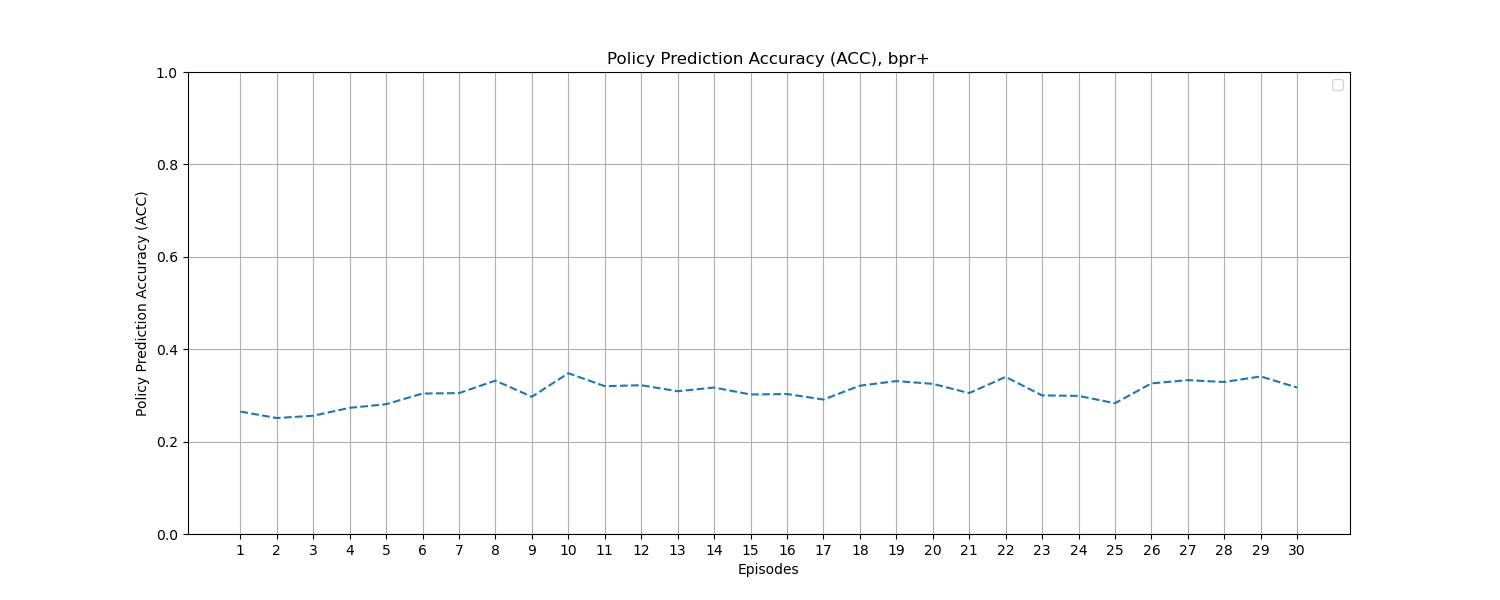 Policy Prediction Accuracy (ACC), bpr+
Policy Prediction Accuracy (ACC)
1.0
0.8
0.6
0.4
0.2
0.0
1 2 3 4 5 6 7 8 9 10 11 12 13 14 15 16 17 18 19 20 21 22 23 24 25 26 27 28 29 30
Episodes